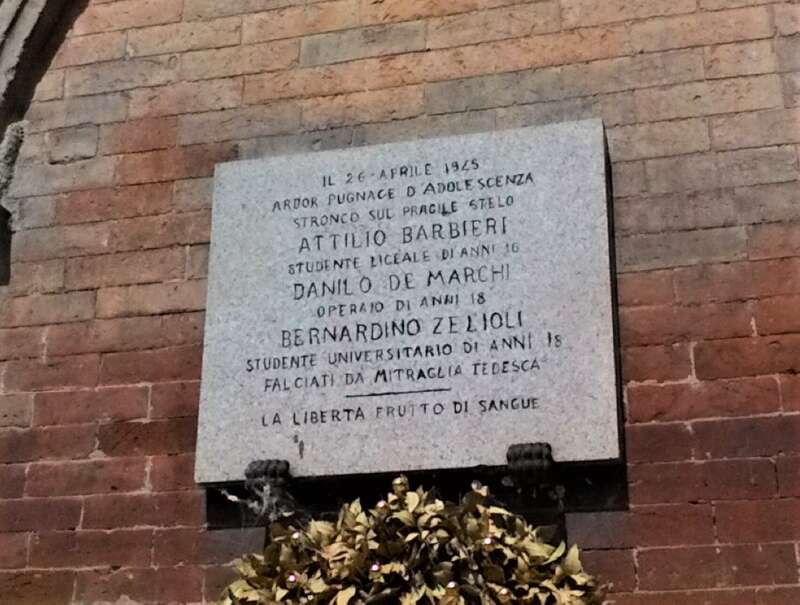 IL 26 - APRILE 1945
ARDOR PUGNACE D'ADOLESCENZA
STRONCO SUL FRAGILE STELO
ATTILIO BARBIERI
STUDENTE LICEALE DI ANNI 16
DANILO DE MARCHI
OPERAIO DI ANNI 18
BERNARDINO ZELIOLI
STUDENTE UNIVERSITARIO DI ANNI 18
FALCIATI DA MITRAGLIA TEDESCA
LA LIBERTA FRUTTO DI SANGUE